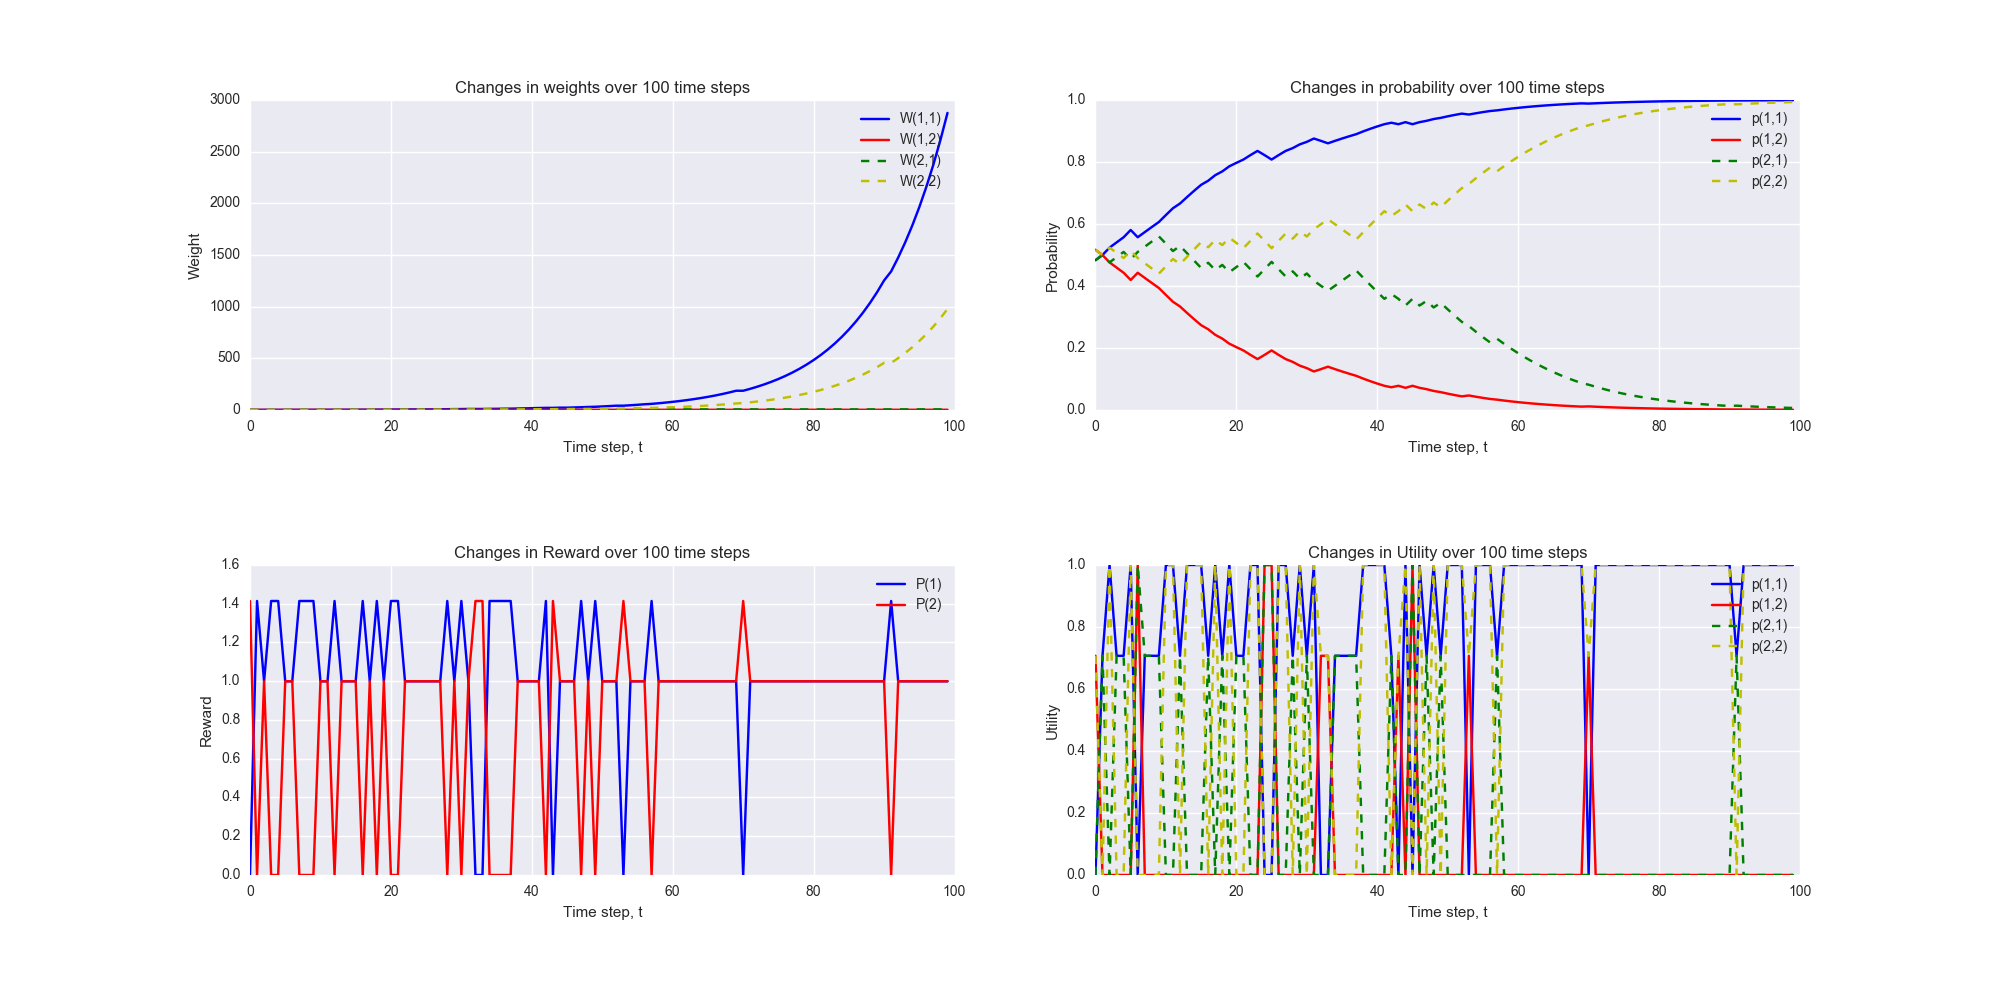 Changes in weights over 100 time steps
3000
2500
2000
1500
1000
500
0
Weight
W(1,1)
W(1,2)
W(2,1)
W(2,2)
0 20 40 60 80 100
Time step, t
Changes in probability over 100 time steps
1.0
0.8
0.6
0.4
0.2
0.0
Probability
p(1,1)
p(1,2)
p(2,1)
p(2,2)
0 20 40 60 80 100
Time step, t
Changes in Reward over 100 time steps
1.6
1.4
1.2
1.0
0.8
0.6
0.4
0.2
0.0
Reward
P(1)
P(2)
0 20 40 60 80 100
Time step, t
Changes in Utility over 100 time steps
1.0
0.8
0.6
0.4
0.2
0.0
Utility
p(1,1)
p(1,2)
p(2,1)
p(2,2)
0 20 40 60 80 100
Time step, t